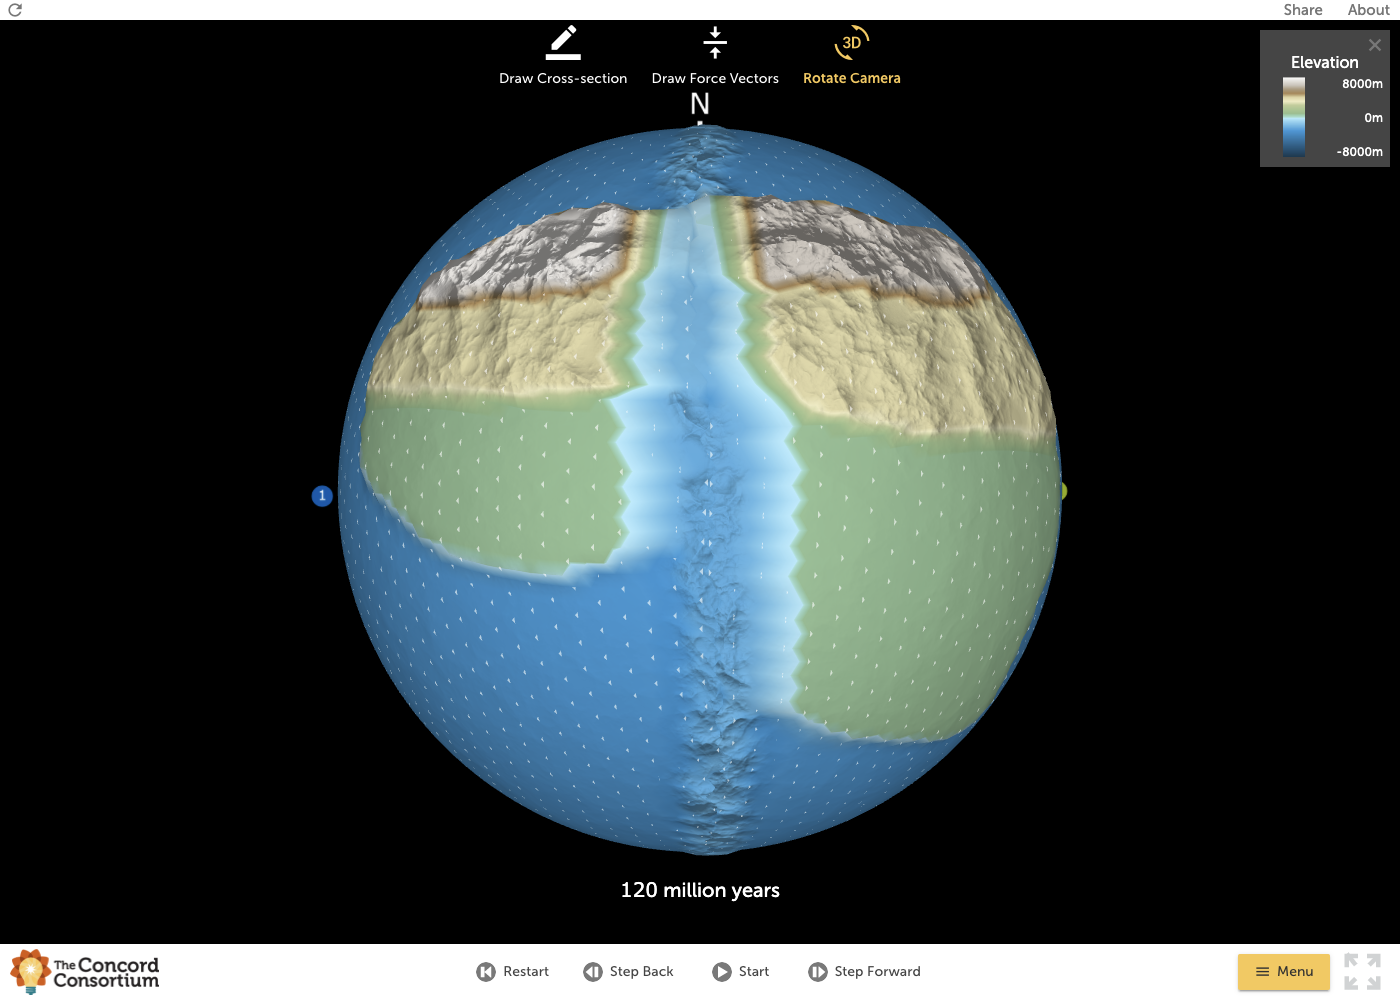 Share About
Draw Cross-section Draw Force Vectors 3D Rotate Camera
N
Elevation
8000m
0m
-8000m
1
120 million years
The Concord
Consortium
Restart Step Back Start Step Forward Menu